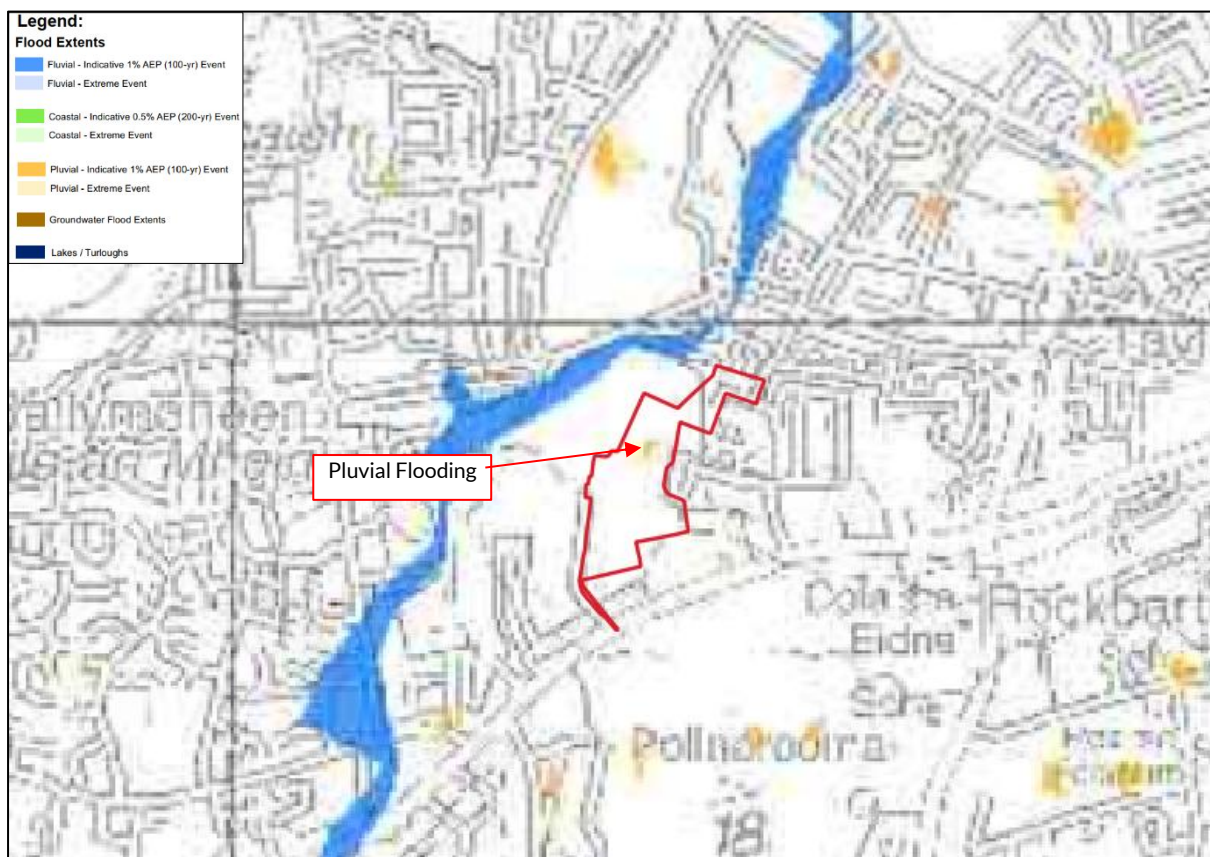 Legend:
Flood Extents
Fluvial - Indicative 1% AEP (100-yr) Event
Fluvial - Extreme Event
Coastal - Indicative 0.5% AEP (200-yr) Event
Coastal - Extreme Event
Pluvial - Indicative 1% AEP (100-yr) Event
Pluvial - Extreme Event
Groundwater Flood Extents
Lakes / Turloughs
Pluvial Flooding
Eidne
18